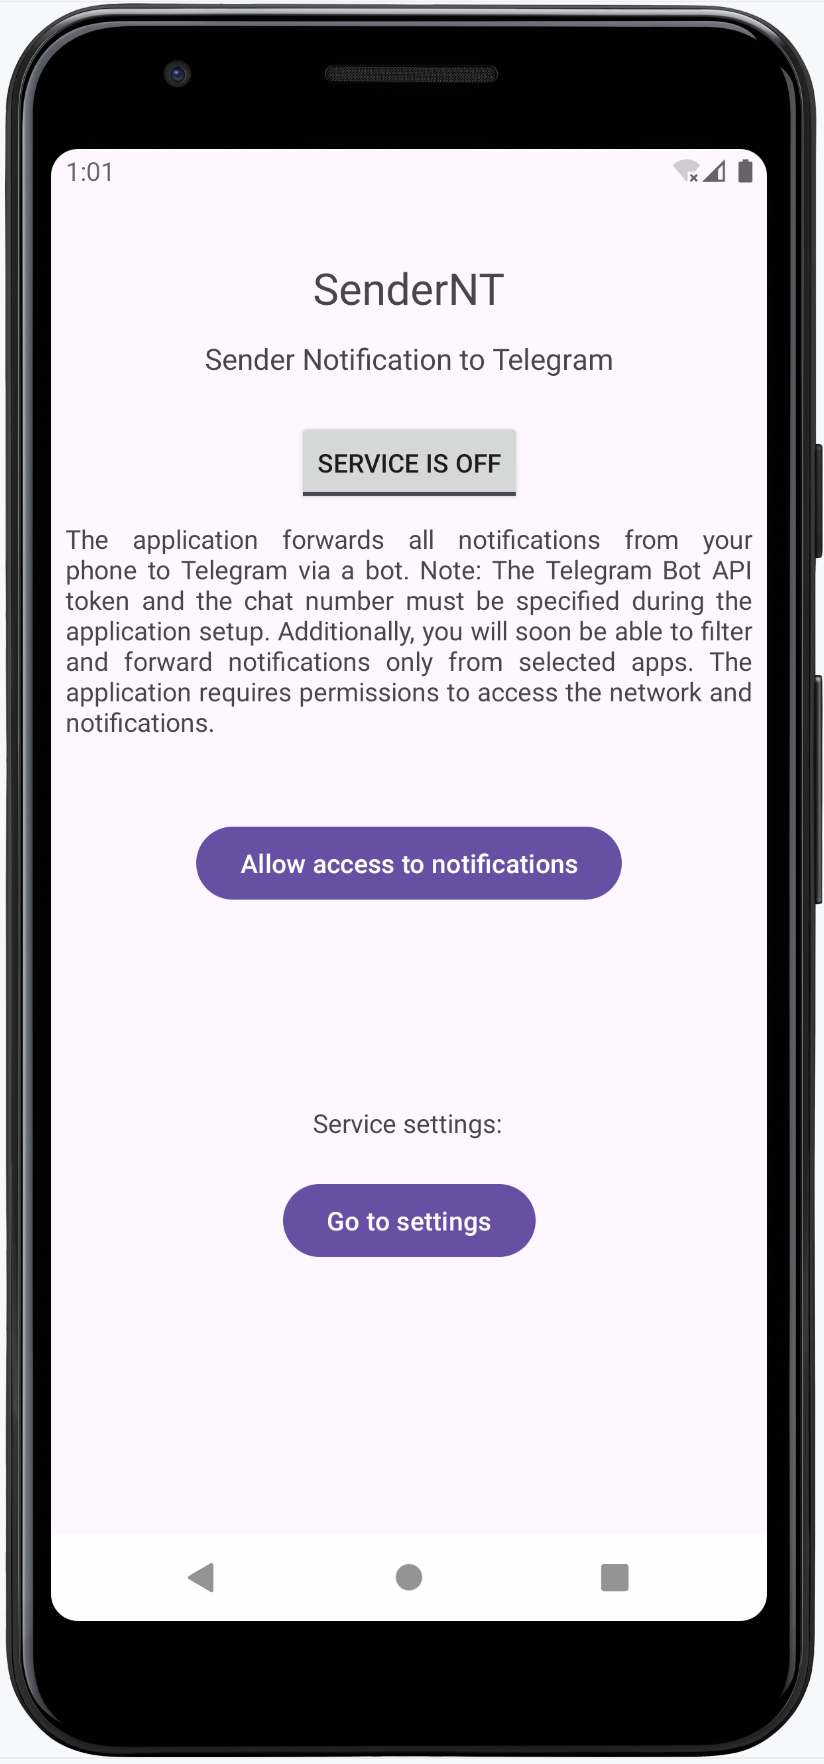 1:01
SenderNT
Sender Notification to Telegram
SERVICE IS OFF
The application forwards all notifications from your
phone to Telegram via a bot. Note: The Telegram Bot API
token and the chat number must be specified during the
application setup. Additionally, you will soon be able to filter
and forward notifications only from selected apps. The
application requires permissions to access the network and
notifications.
Allow access to notifications
Service settings:
Go to settings